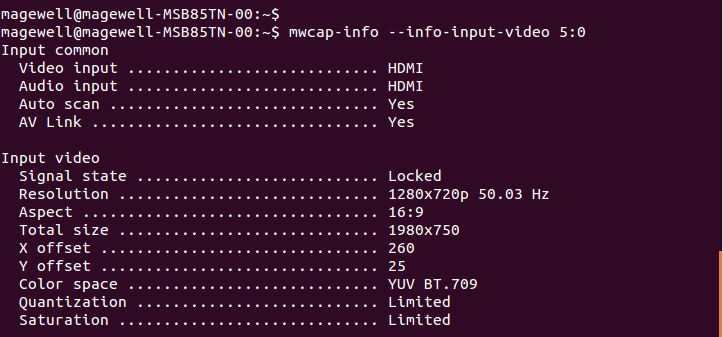 magewell@magewell-MSB85TN-00:~$
magewell@magewell-MSB85TN-00:~$ mwcap-info --info-input-video 5:0
Input common
  Video input ............................ HDMI
  Audio input ............................ HDMI
  Auto scan .............................. Yes
  AV Link ................................ Yes

Input video
  Signal state ........................... Locked
  Resolution ............................. 1280x720p 50.03 Hz
  Aspect ................................. 16:9
  Total size ............................. 1980x750
  X offset ............................... 260
  Y offset ............................... 25
  Color space ............................ YUV BT.709
  Quantization ........................... Limited
  Saturation ............................. Limited